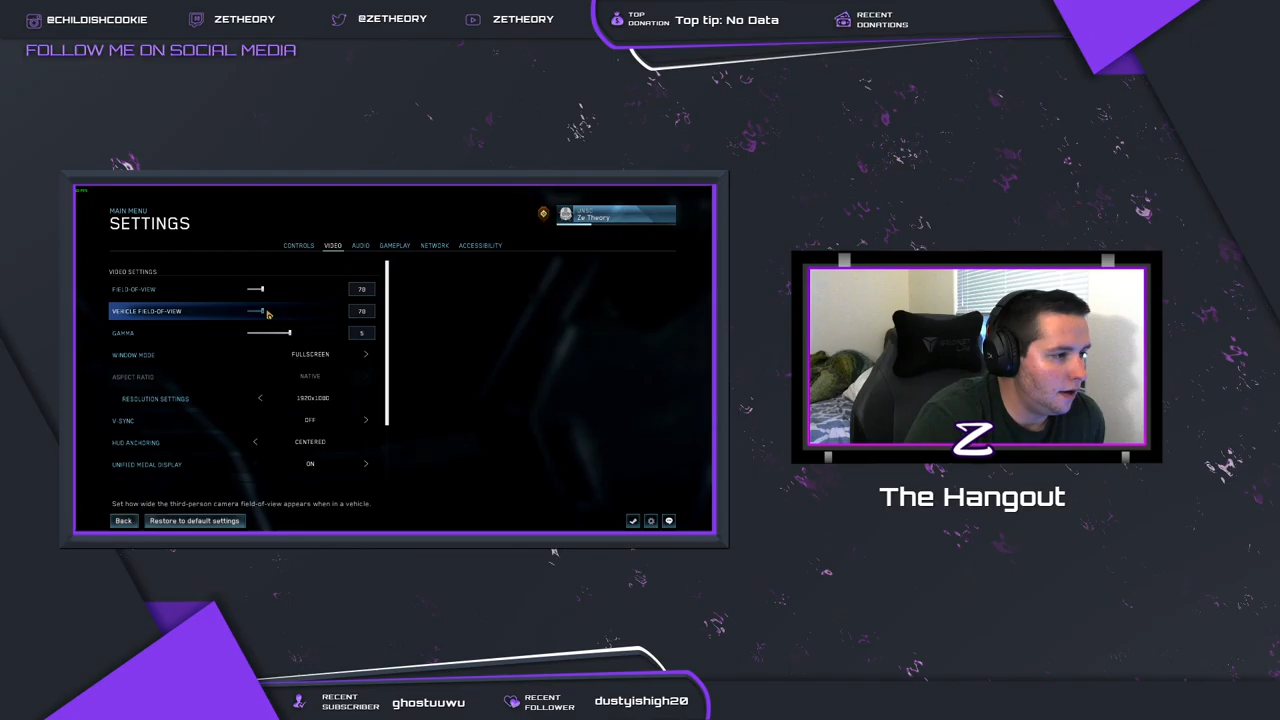 @CHILDISHCOOKIE
ZETHEORY
@ZETHEORY
ZETHEORY
TOP DONATION
Top tip: No Data
RECENT DONATIONS
FOLLOW ME ON SOCIAL MEDIA
MAIN MENU
SETTINGS
UNSC
Ze Theory
CONTROLS
VIDEO
AUDIO
GAMEPLAY
NETWORK
ACCESSIBILITY
VIDEO SETTINGS
FIELD-OF-VIEW
78
VEHICLE FIELD-OF-VIEW
78
GAMMA
5
WINDOW MODE
FULLSCREEN
ASPECT RATIO
NATIVE
RESOLUTION SETTINGS
1920x1080
V-SYNC
OFF
HUD ANCHORING
CENTERED
UNIFIED MEDAL DISPLAY
ON
Set how wide the third-person camera field-of-view appears when in a vehicle.
Back
Restore to default settings
Z
The Hangout
RECENT SUBSCRIBER
ghostuuwu
RECENT FOLLOWER
dustyishigh20